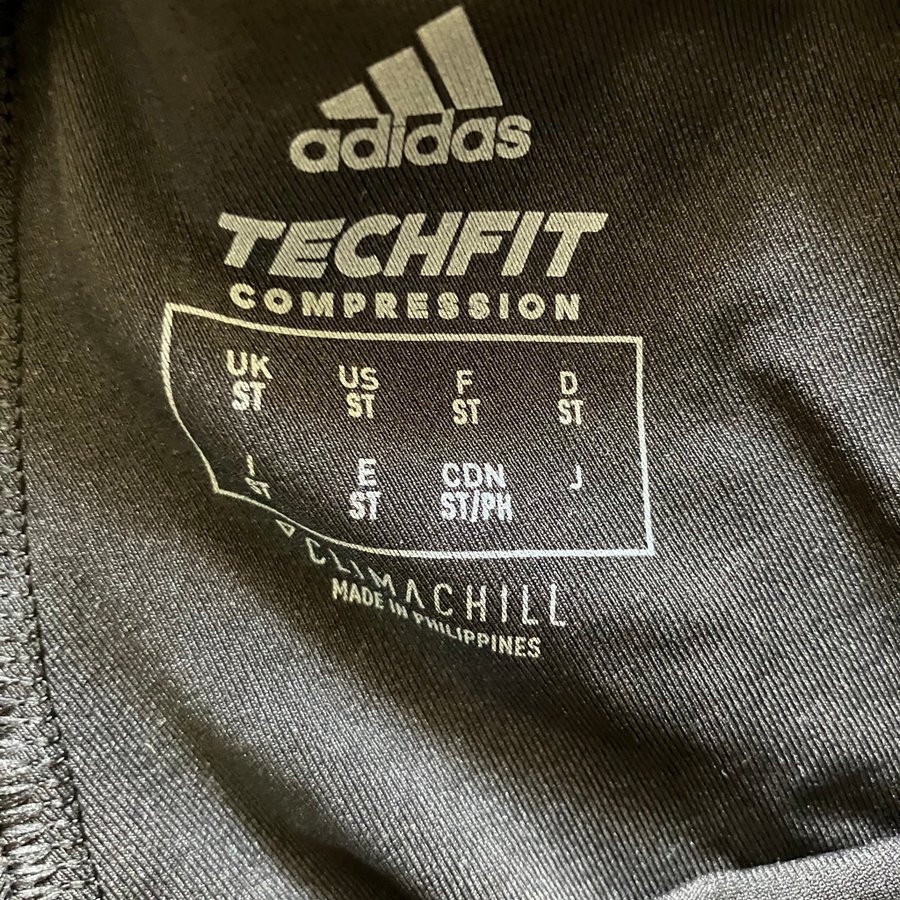 adidas
TECHFIT
COMPRESSION
UK US F D
ST ST ST ST
I E CDN J
ST ST ST/PH
CLIMACHILL
MADE IN PHILIPPINES